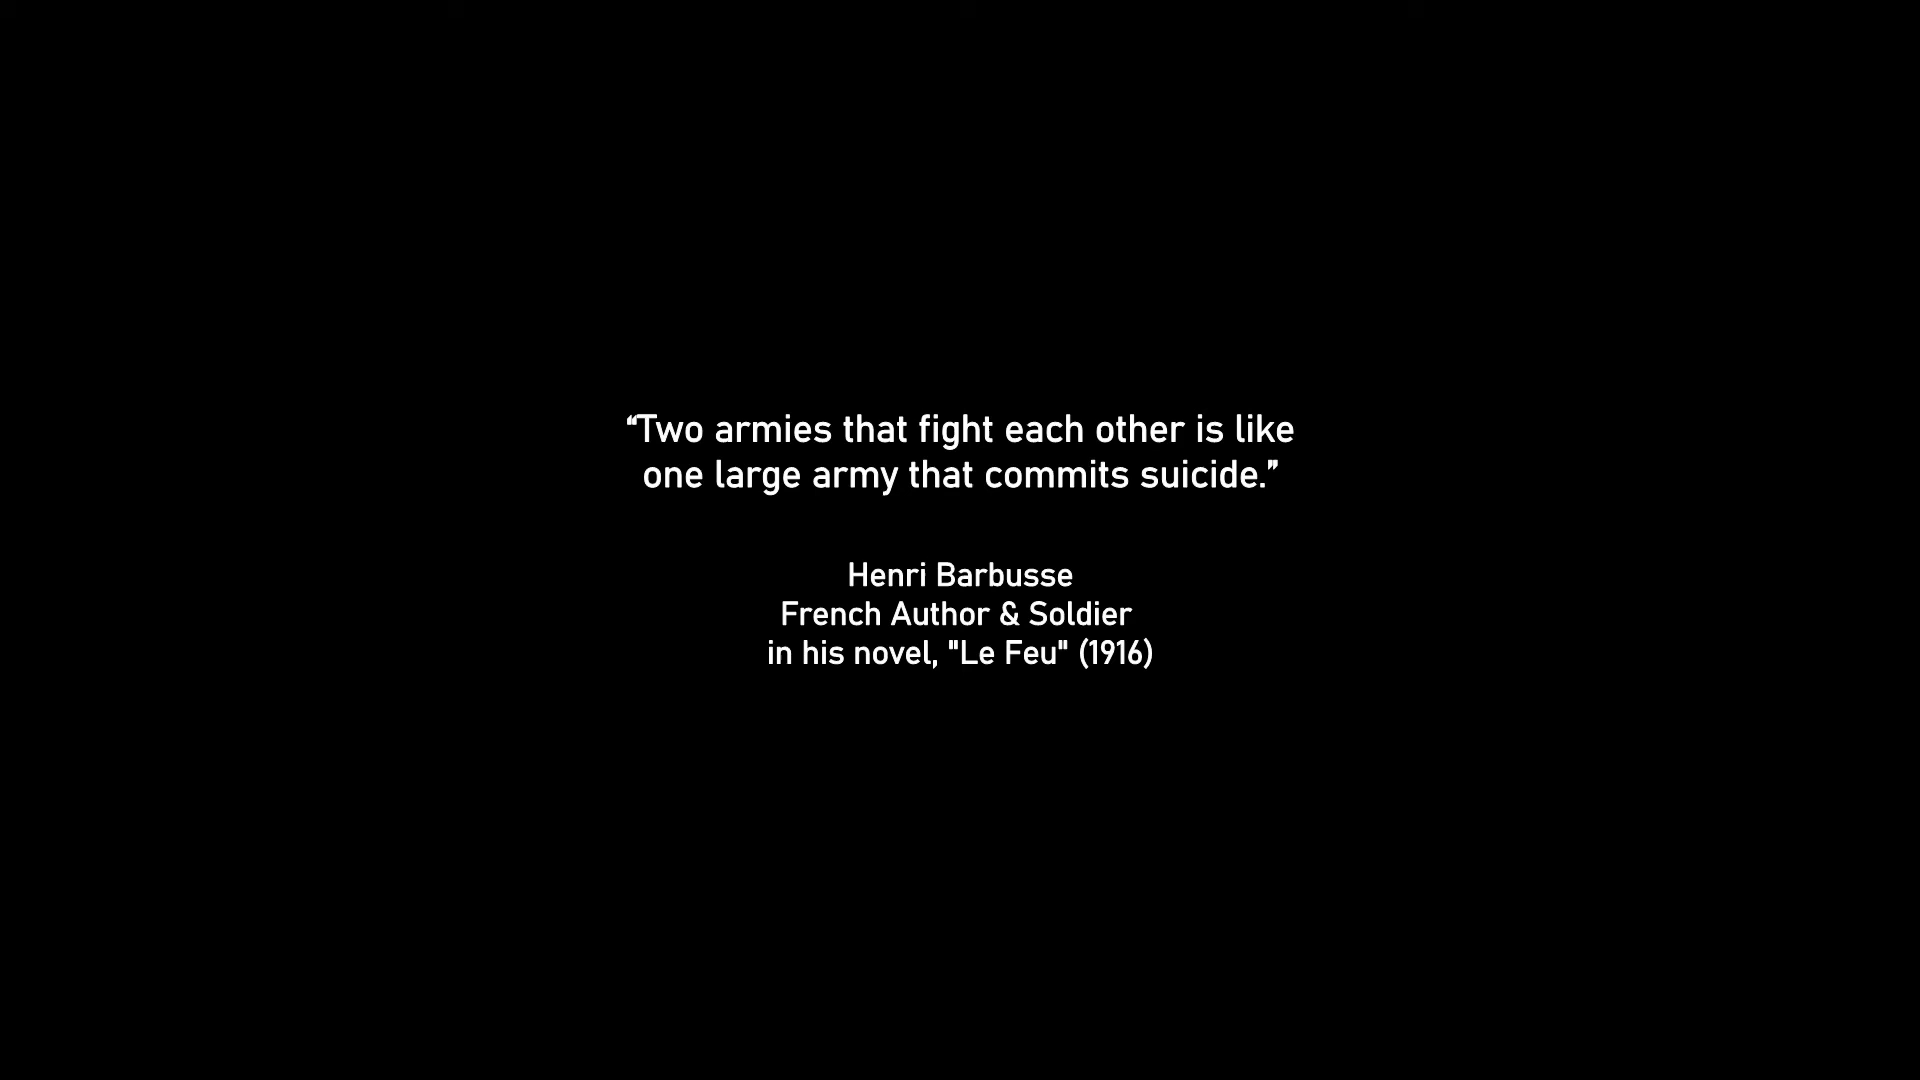 “Two armies that fight each other is like
one large army that commits suicide.”
Henri Barbusse
French Author & Soldier
in his novel, "Le Feu" (1916)